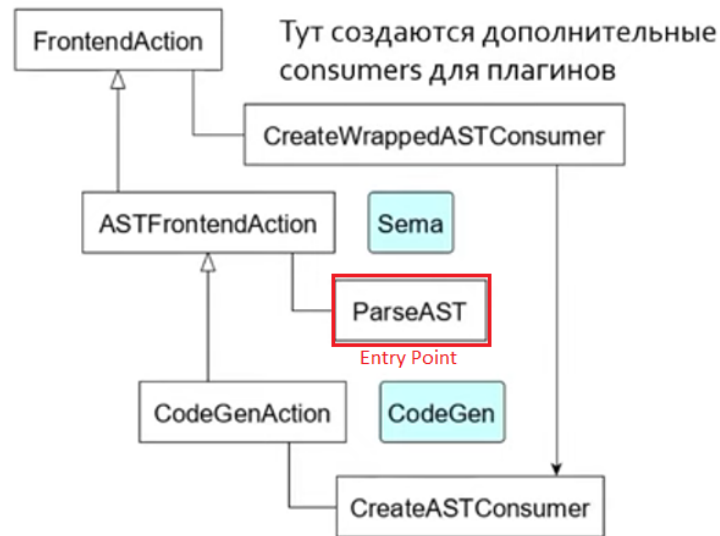 FrontendAction
Тут создаются дополнительные
consumers для плагинов
CreateWrappedASTConsumer
ASTFrontendAction
Sema
ParseAST
Entry Point
CodeGenAction
CodeGen
CreateASTConsumer